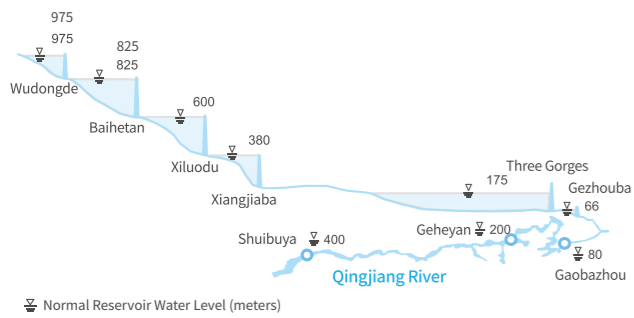 975
975
825
825
Wudongde
600
Baihetan
380
Xiluodu
Three Gorges
175
Gezhouba
Xiangjiaba
66
Shuibuya
400
Geheyan
200
80
Qingjiang River
Gaobazhou
Normal Reservoir Water Level (meters)